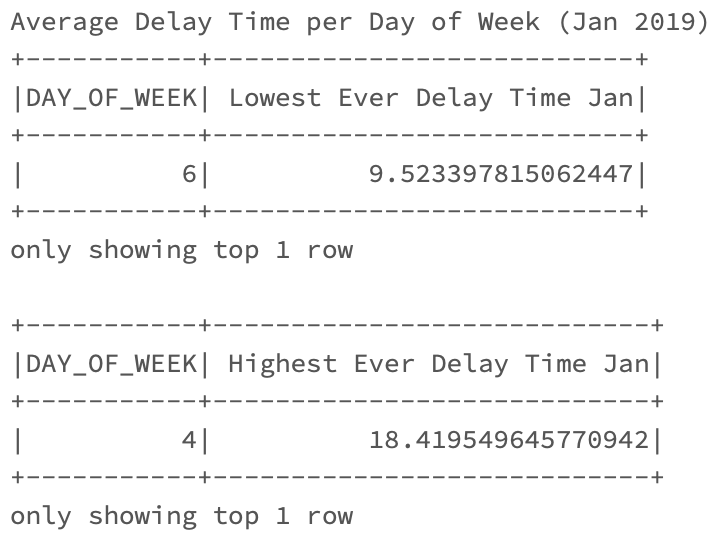 Average Delay Time per Day of Week (Jan 2019)
+-----------+---------------------------+
|DAY_OF_WEEK| Lowest Ever Delay Time Jan|
+-----------+---------------------------+
|          6|          9.523397815062447|
+-----------+---------------------------+
only showing top 1 row

+-----------+----------------------------+
|DAY_OF_WEEK| Highest Ever Delay Time Jan|
+-----------+----------------------------+
|          4|          18.419549645770942|
+-----------+----------------------------+
only showing top 1 row